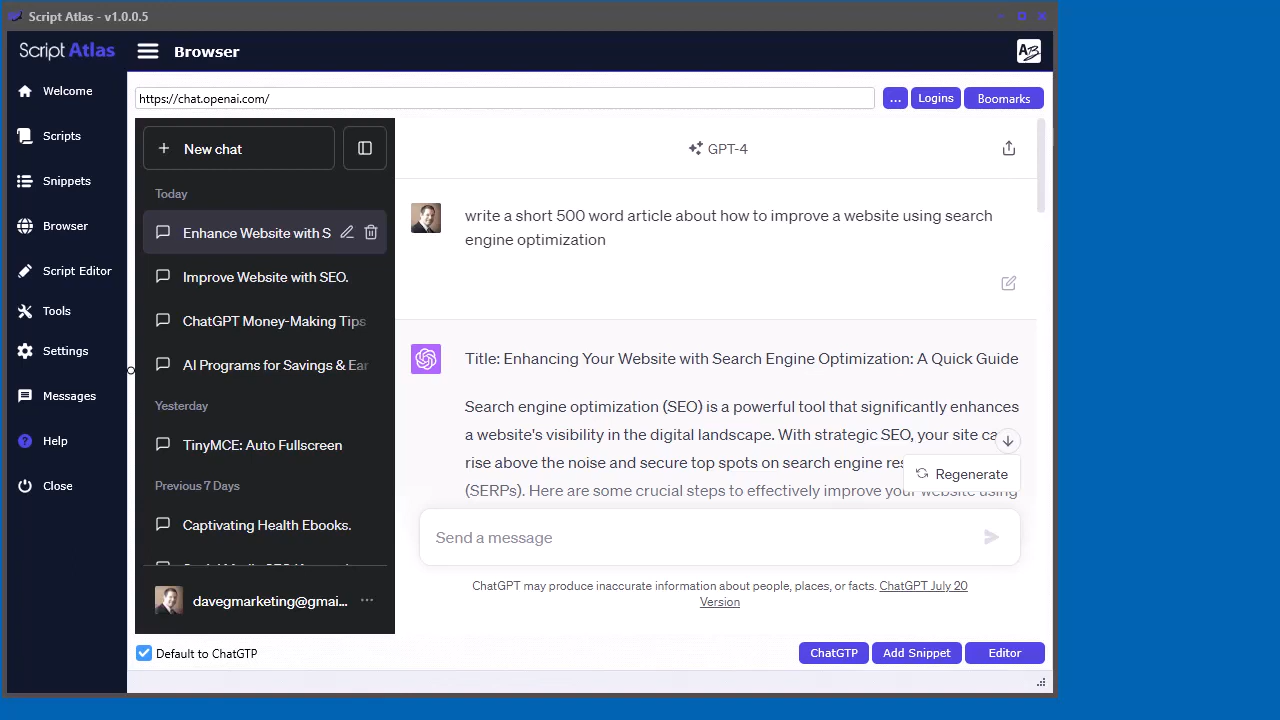 Script Atlas - v1.0.0.5
Script Atlas
Browser
AB
Welcome
Scripts
Snippets
Browser
Script Editor
Tools
Settings
Messages
Help
Close
https://chat.openai.com/
...
Logins
Boomarks
New chat
Today
Enhance Website with S
Improve Website with SEO.
ChatGPT Money-Making Tips
AI Programs for Savings & Ear
Yesterday
TinyMCE: Auto Fullscreen
Previous 7 Days
Captivating Health Ebooks.
davegmarketing@gmai...
GPT-4
write a short 500 word article about how to improve a website using search
engine optimization
Title: Enhancing Your Website with Search Engine Optimization: A Quick Guide
Search engine optimization (SEO) is a powerful tool that significantly enhances
a website's visibility in the digital landscape. With strategic SEO, your site ca
rise above the noise and secure top spots on search engine res
(SERPs). Here are some crucial steps to effectively improve your website using
Regenerate
Send a message
ChatGPT may produce inaccurate information about people, places, or facts. ChatGPT July 20
Version
Default to ChatGTP
ChatGTP
Add Snippet
Editor